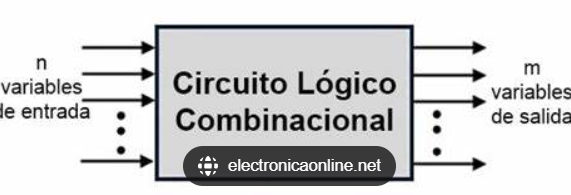 n
variables
de entrada
Circuito Lógico
Combinacional
m
variables
de salida
electronicaonline.net